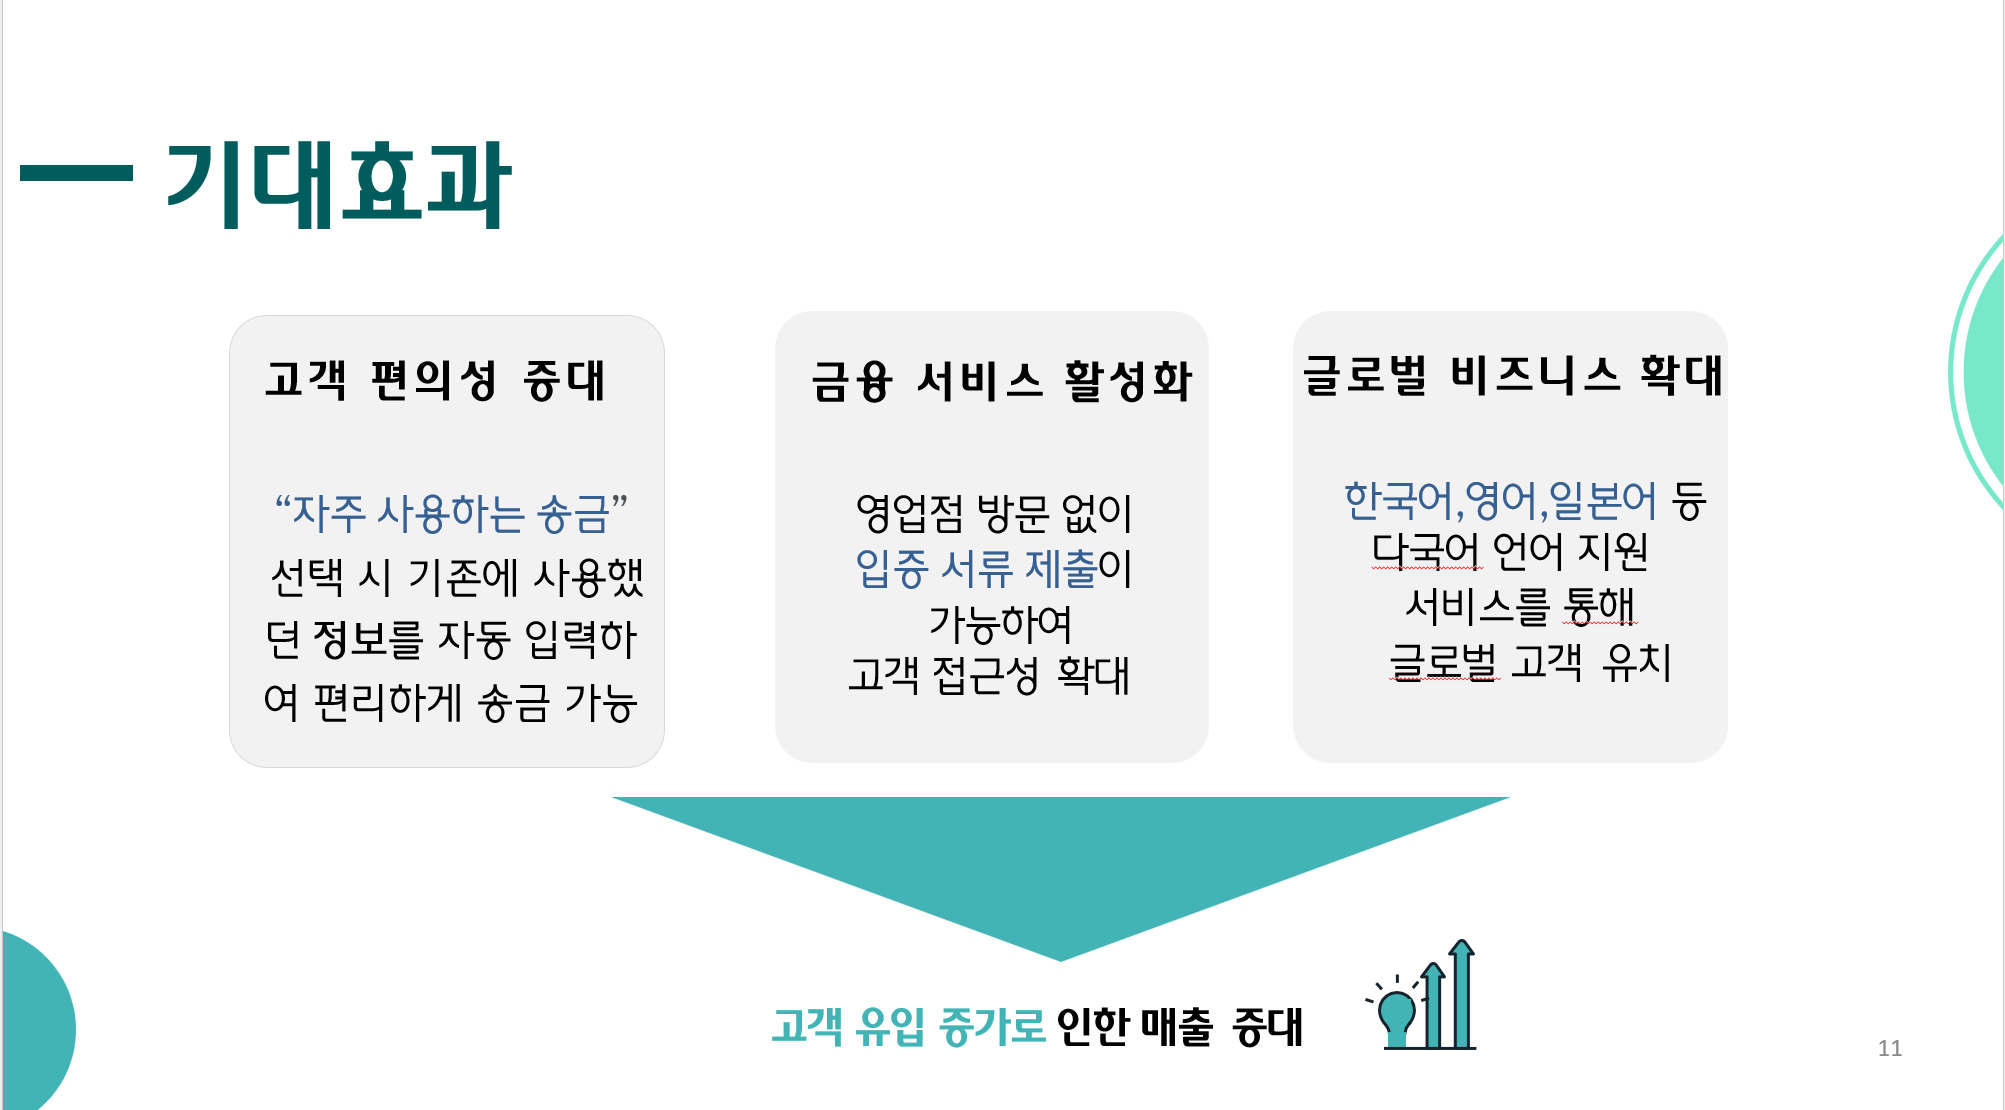 기대효과
고객 편의성 증대
“자주 사용하는 송금”
선택 시 기존에 사용했
던 정보를 자동 입력하
여 편리하게 송금 가능
금융 서비스 활성화
영업점 방문 없이
입증 서류 제출이
가능하여
고객 접근성 확대
글로벌 비즈니스 확대
한국어,영어,일본어 등
다국어 언어 지원
서비스를 통해
글로벌 고객 유치
고객 유입 증가로 인한 매출 증대
11